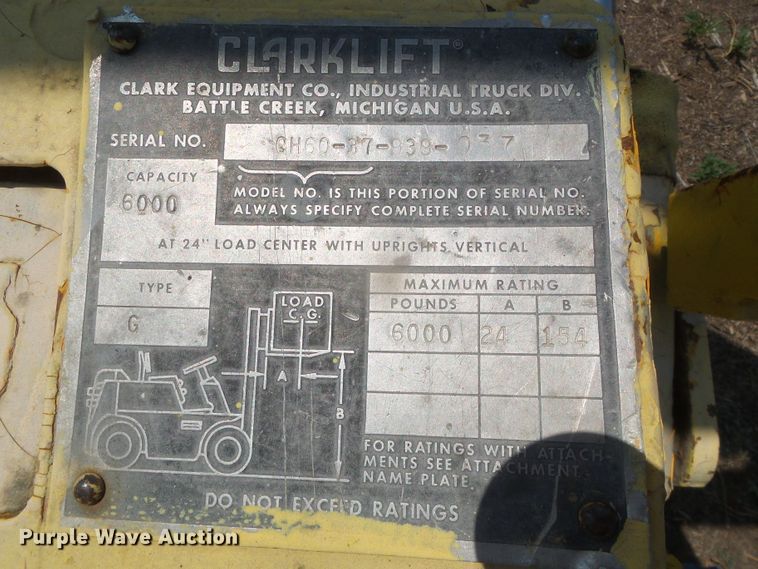 CLARKLIFT®
CLARK EQUIPMENT CO., INDUSTRIAL TRUCK DIV.
BATTLE CREEK, MICHIGAN U.S.A.
SERIAL NO.
CAPACITY
6000
MODEL NO. IS THIS PORTION OF SERIAL NO.
ALWAYS SPECIFY COMPLETE SERIAL NUMBER.
AT 24" LOAD CENTER WITH UPRIGHTS VERTICAL
TYPE
G
LOAD
C.G.
A
B
MAXIMUM RATING
POUNDS A B
6000 24 154
FOR RATINGS WITH ATTACH-
MENTS SEE ATTACHMENT
NAME PLATE.
DO NOT EXCEED RATINGS
Purple Wave Auction